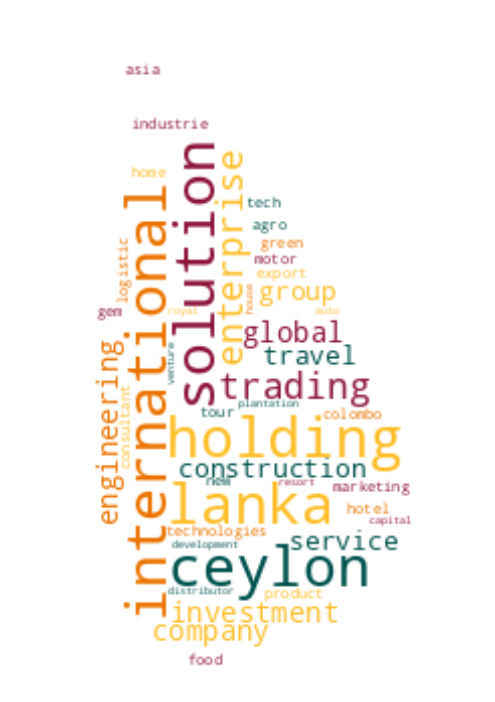 asia
industrie
home
international
solution
enterprise
tech
agro
green
motor
export
group
logistic
gem
royal
house
auto
global
travel
venture
trading
engineering
consultant
plantation
tour
colombo
holding
construction
new
resort
marketing
lanka
hotel
capital
technologies
service
development
ceylon
distributor
product
investment
company
food